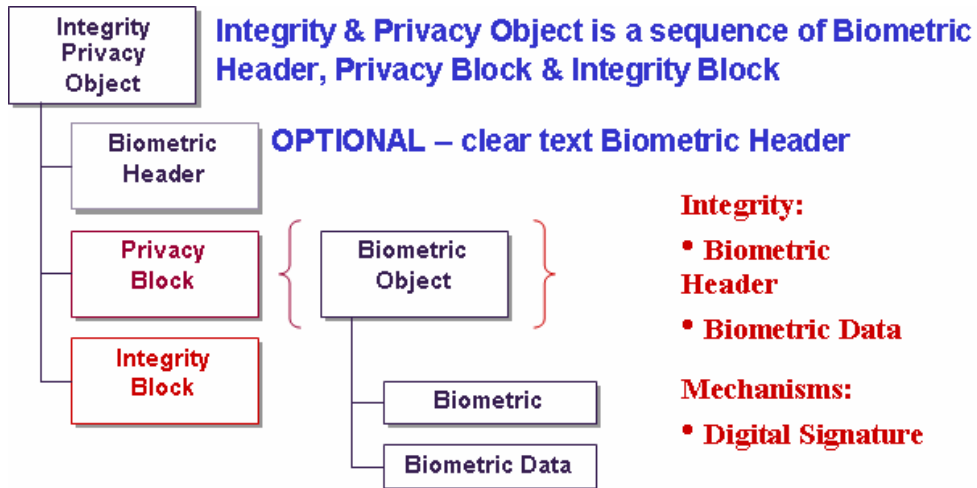 Integrity
Privacy
Object
Integrity & Privacy Object is a sequence of Biometric
Header, Privacy Block & Integrity Block
Biometric
Header
OPTIONAL – clear text Biometric Header
Privacy
Block
Biometric
Object
Integrity
Block
Biometric
Biometric Data
Integrity:
• Biometric
Header
• Biometric Data
Mechanisms:
• Digital Signature